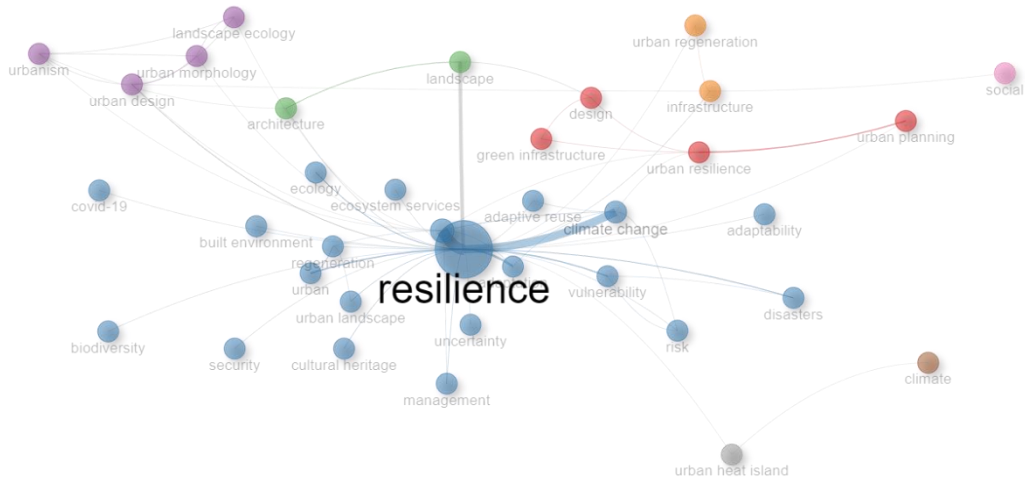 landscape ecology
urban regeneration
urbanism
urban morphology
landscape
social
urban design
infrastructure
architecture
design
urban planning
green infrastructure
urban resilience
ecology
covid-19
ecosystem services
adaptive reuse
climate change
adaptability
built environment
regeneration
urban
resilience
vulnerability
urban landscape
disasters
biodiversity
uncertainty
risk
security
cultural heritage
climate
management
urban heat island